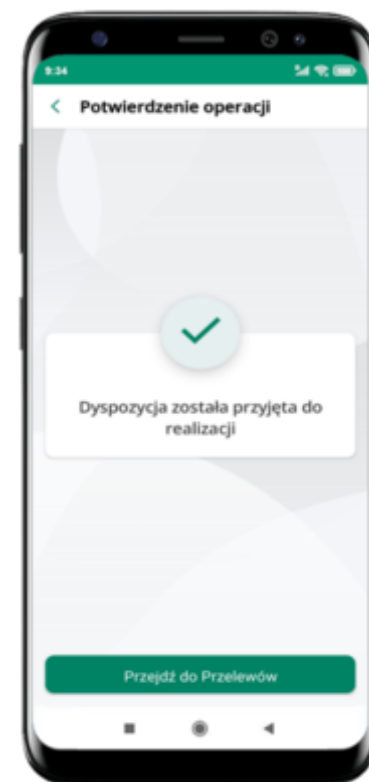 9:34
Potwierdzenie operacji
Dyspozycja została przyjęta do
realizacji
Przejdź do Przelewów